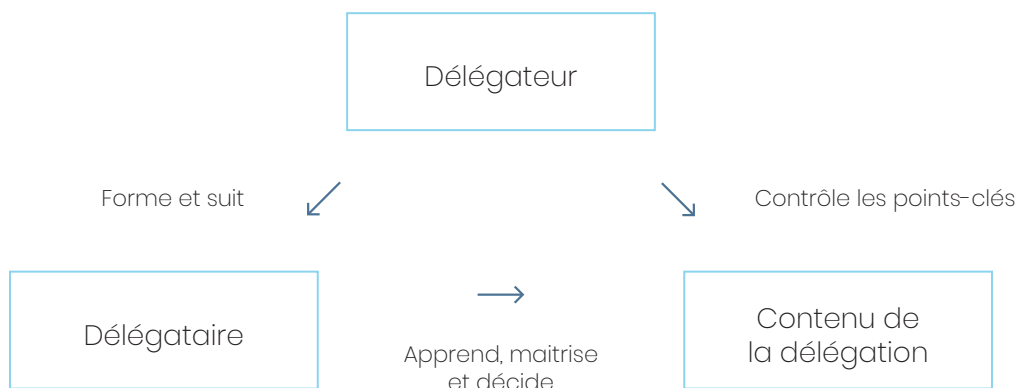 Délégateur
Forme et suit
Contrôle les points-clés
Délégataire
Contenu de
la délégation
Apprend, maitrise
et décide